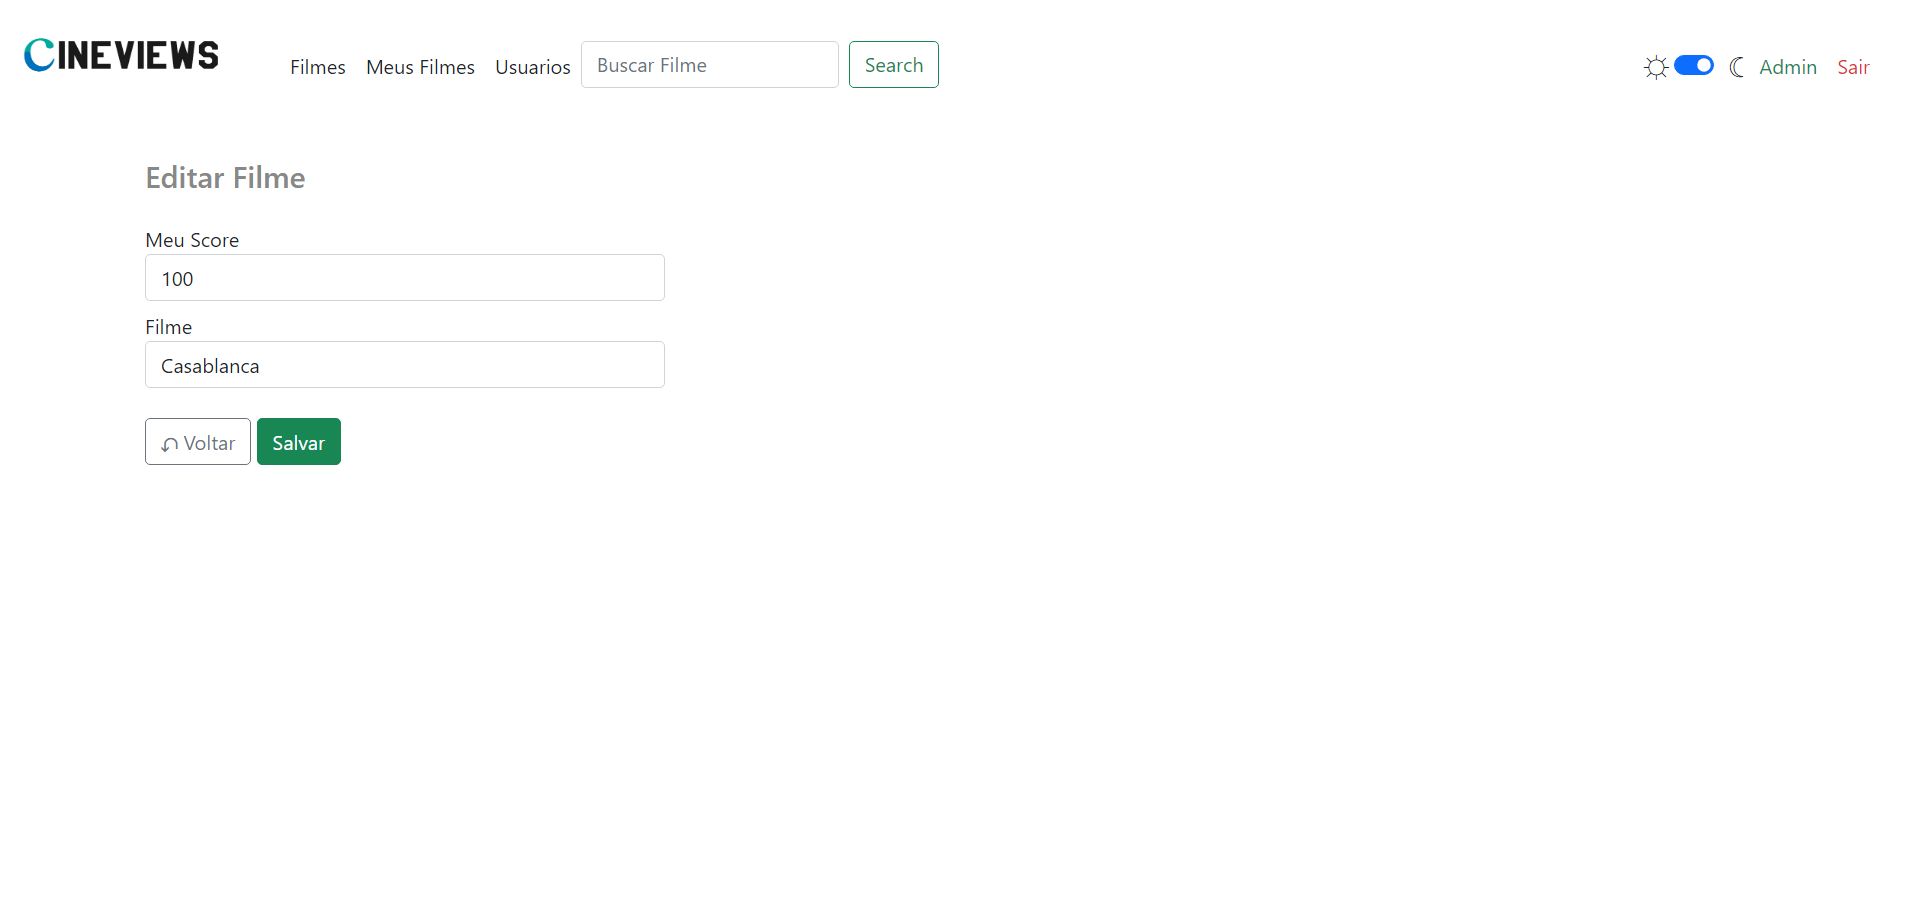 CINEVIEWS Filmes Meus Filmes Usuarios Buscar Filme Search Admin Sair
Editar Filme
Meu Score
100
Filme
Casablanca
Voltar Salvar